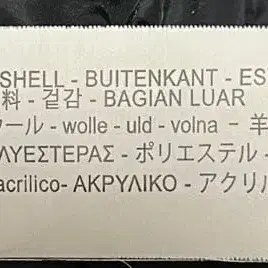 SHELL - BUITENKANT - ES
料 - 겉감 - BAGIAN LUAR
ウール - wolle - uld - volna - 羊
ΛΥΕΣΤΕΡΑΣ - ポリエステル -
acrilico- ΑΚΡΥΛΙΚΟ - アクリル